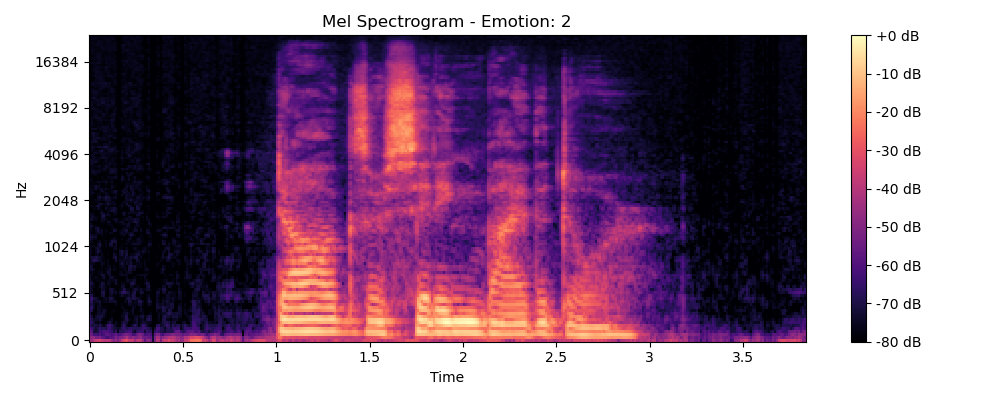 Mel Spectrogram - Emotion: 2
Hz
16384
8192
4096
2048
1024
512
0
0 0.5 1 1.5 2 2.5 3 3.5
Time
+0 dB
-10 dB
-20 dB
-30 dB
-40 dB
-50 dB
-60 dB
-70 dB
-80 dB